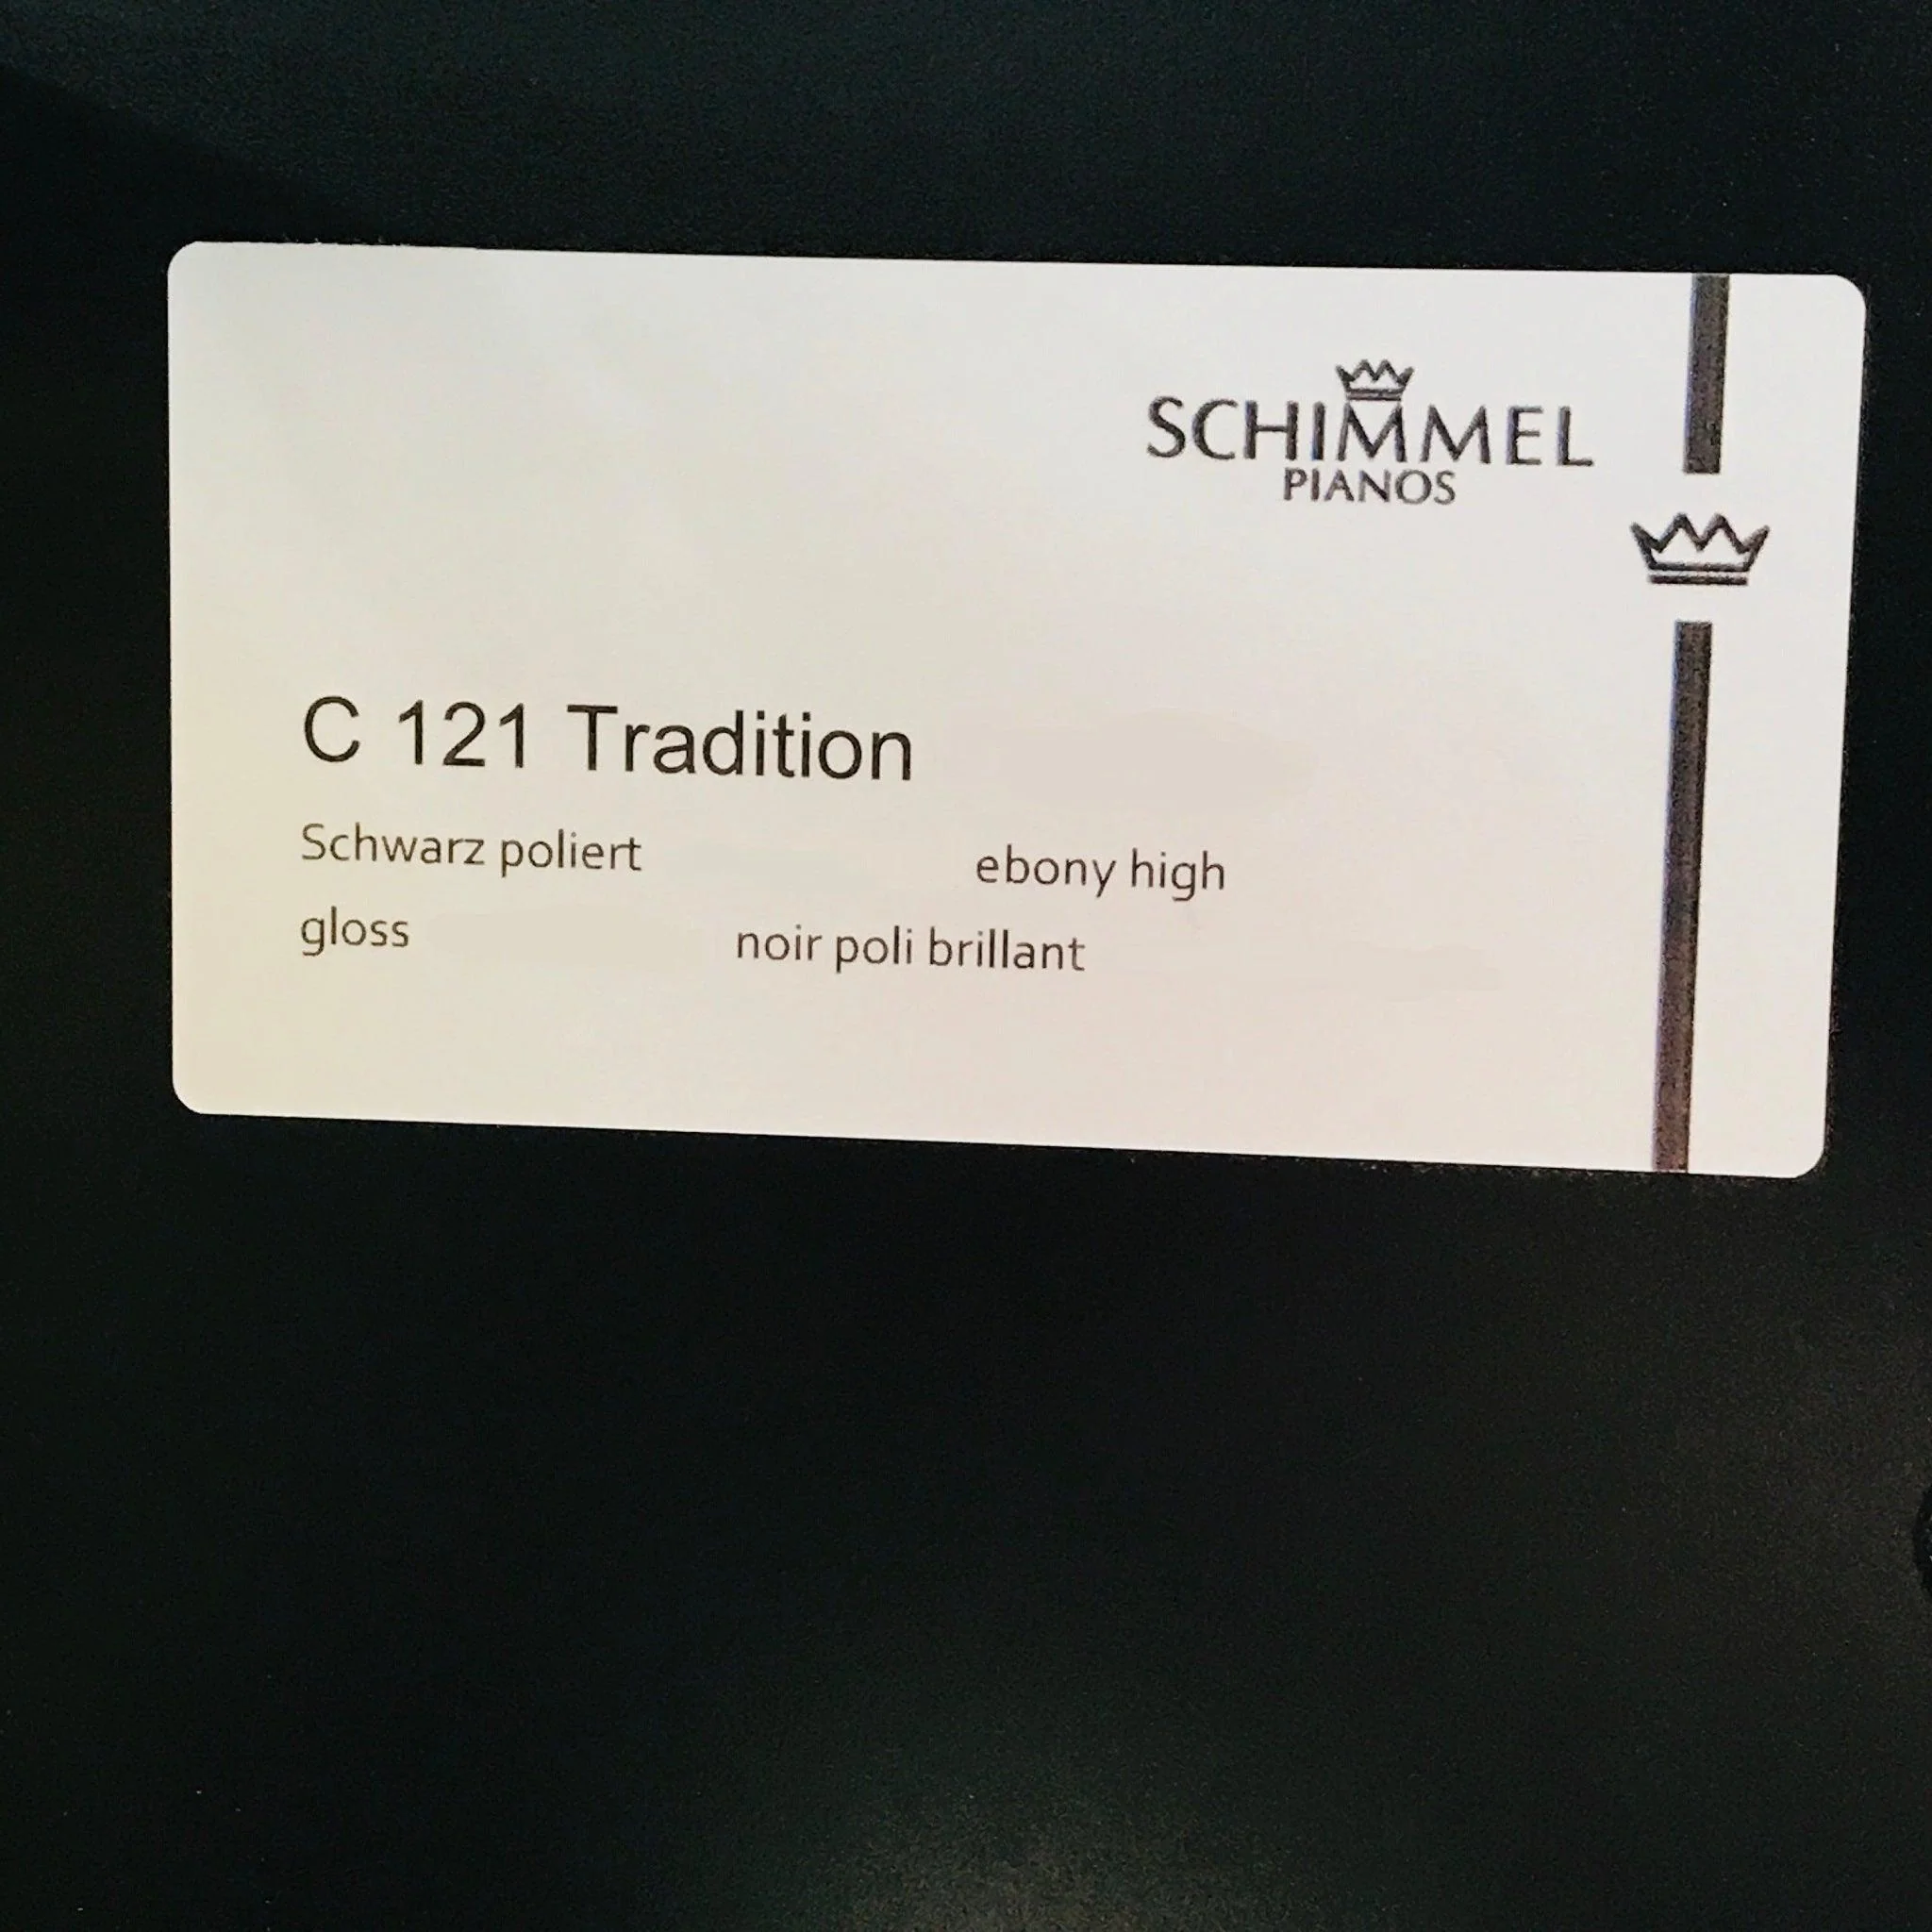 SCHIMMEL
PIANOS
C 121 Tradition
Schwarz poliert ebony high
gloss noir poli brillant